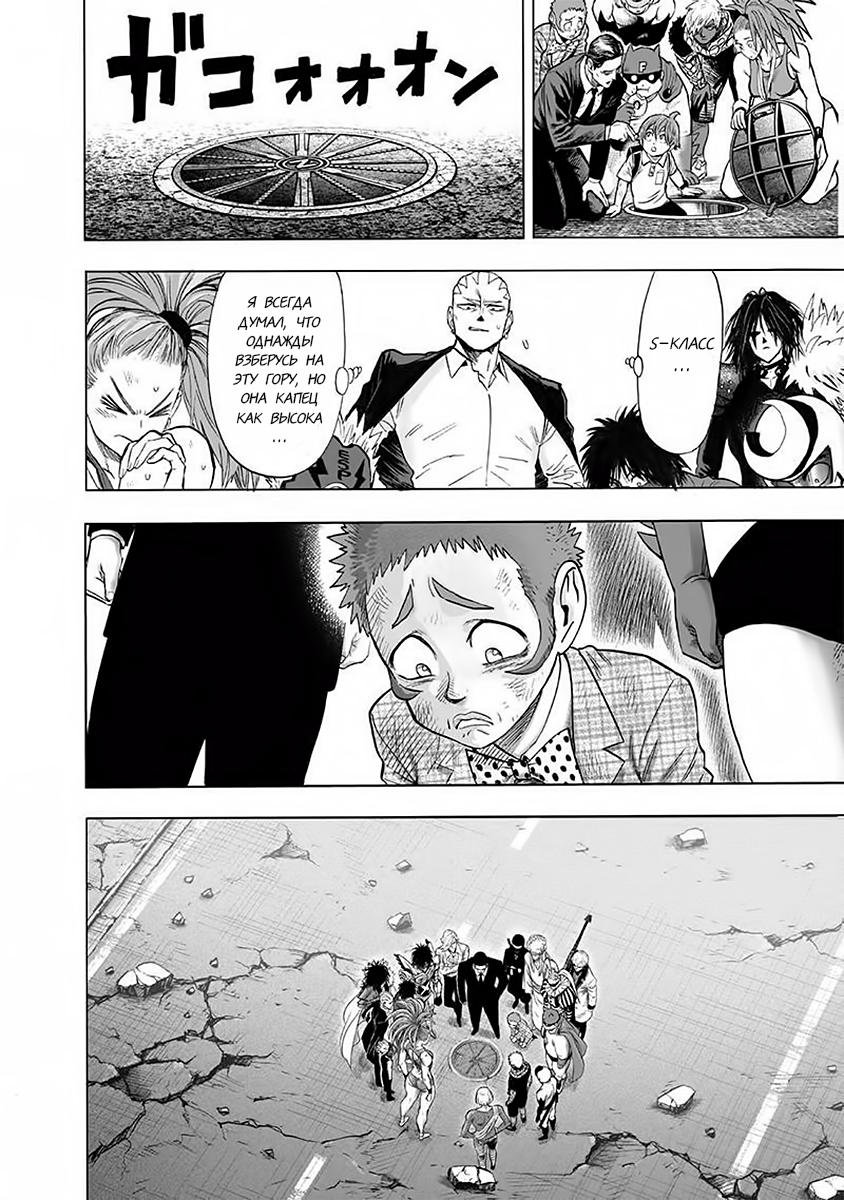 ガコォォオン
F
Z
S-КЛАСС
...
Я ВСЕГДА
ДУМАЛ, ЧТО
ОДНАЖДЫ
ВЗБЕРУСЬ НА
ЭТУ ГОРУ, НО
ОНА КАПЕЦ
КАК ВЫСОКА
...
ESP